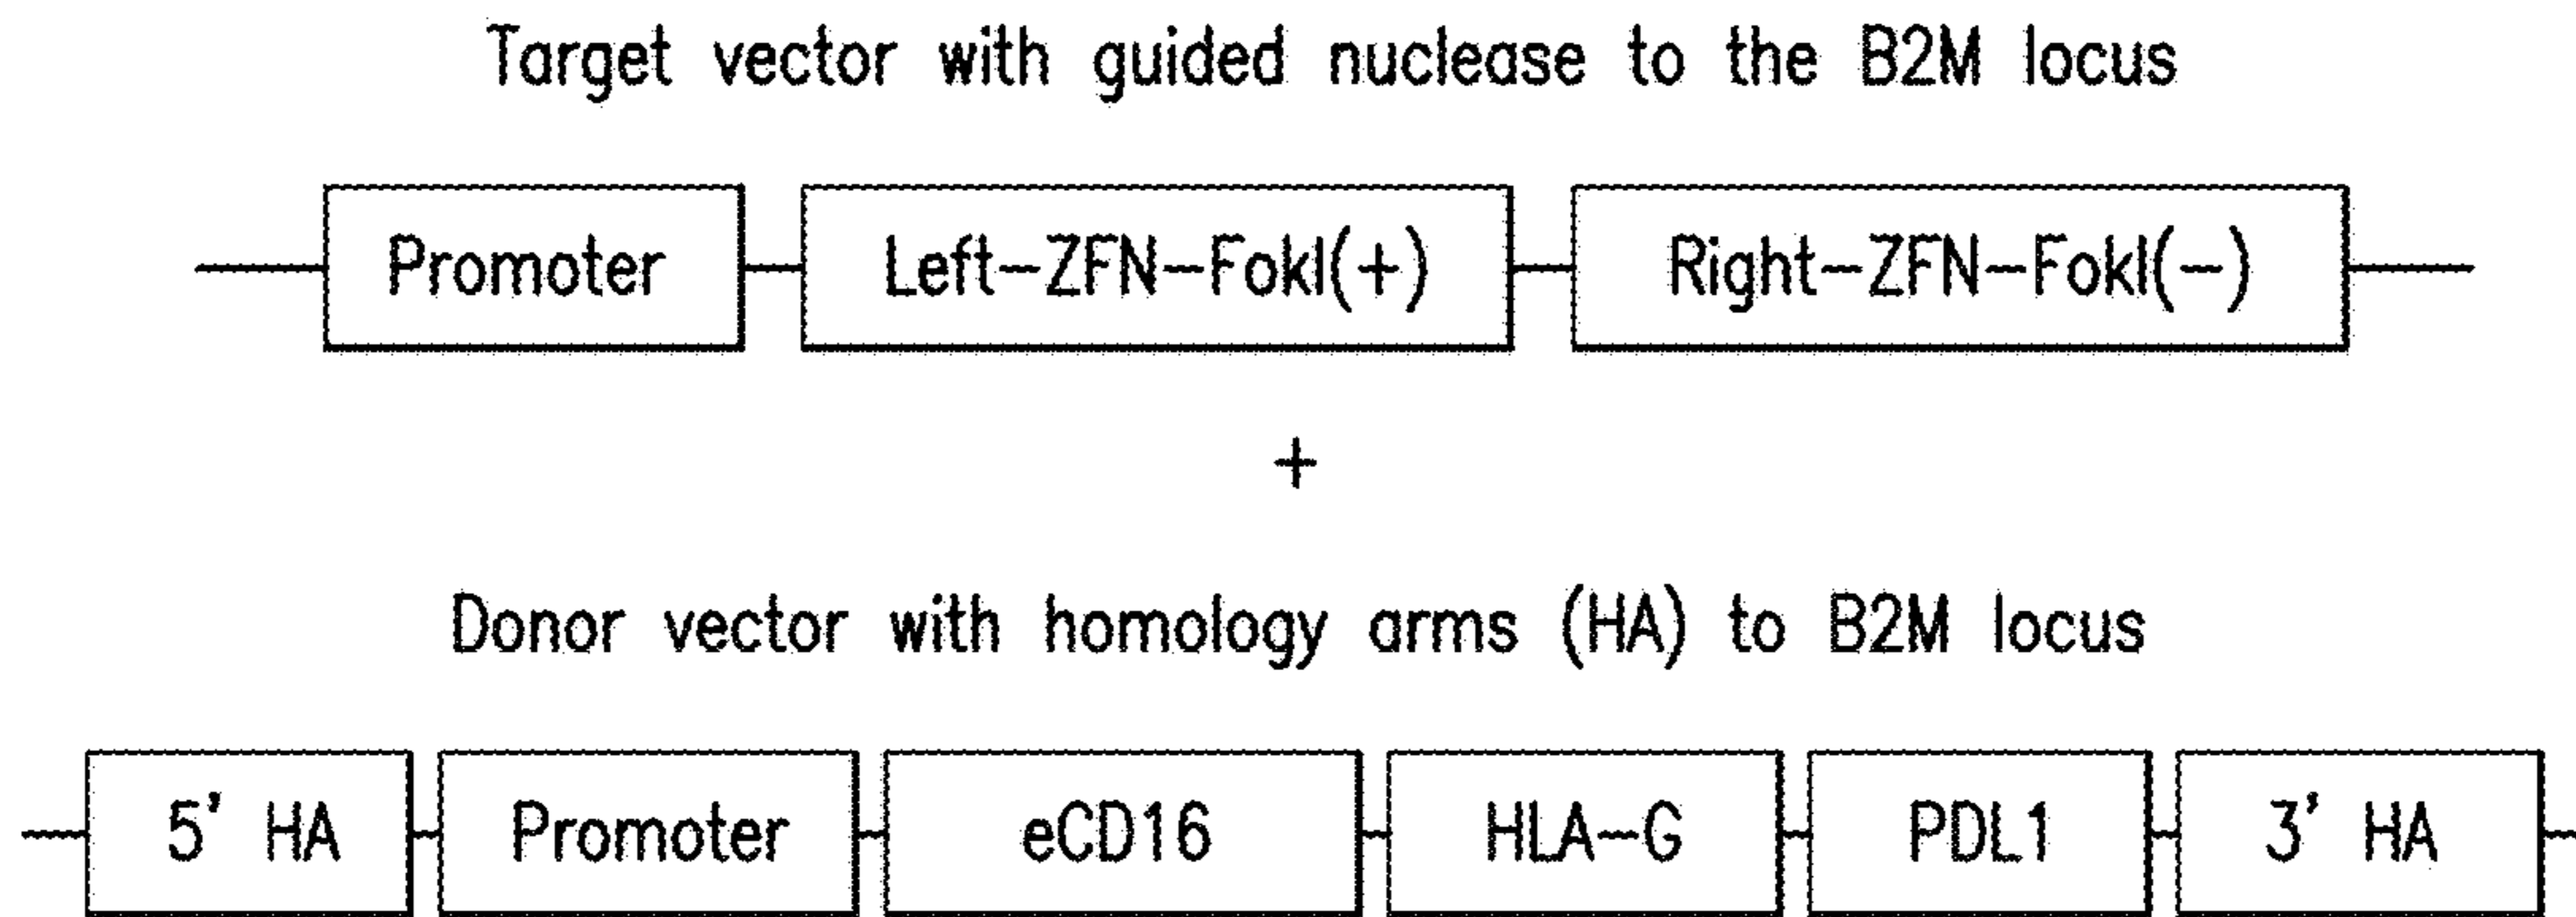 Target vector with guided nuclease to the B2M locus
Promoter Left-ZFN-FokI(+) Right-ZFN-FokI(-)
+
Donor vector with homology arms (HA) to B2M locus
5' HA Promoter eCD16 HLA-G PDL1 3' HA